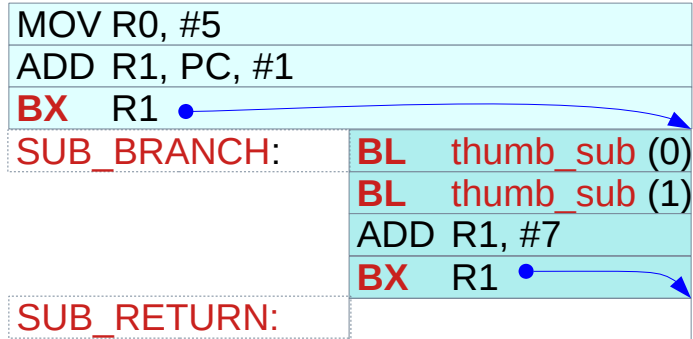 MOV R0, #5
ADD R1, PC, #1
BX R1
SUB_BRANCH: BL thumb_sub (0)
BL thumb_sub (1)
ADD R1, #7
BX R1
SUB_RETURN: